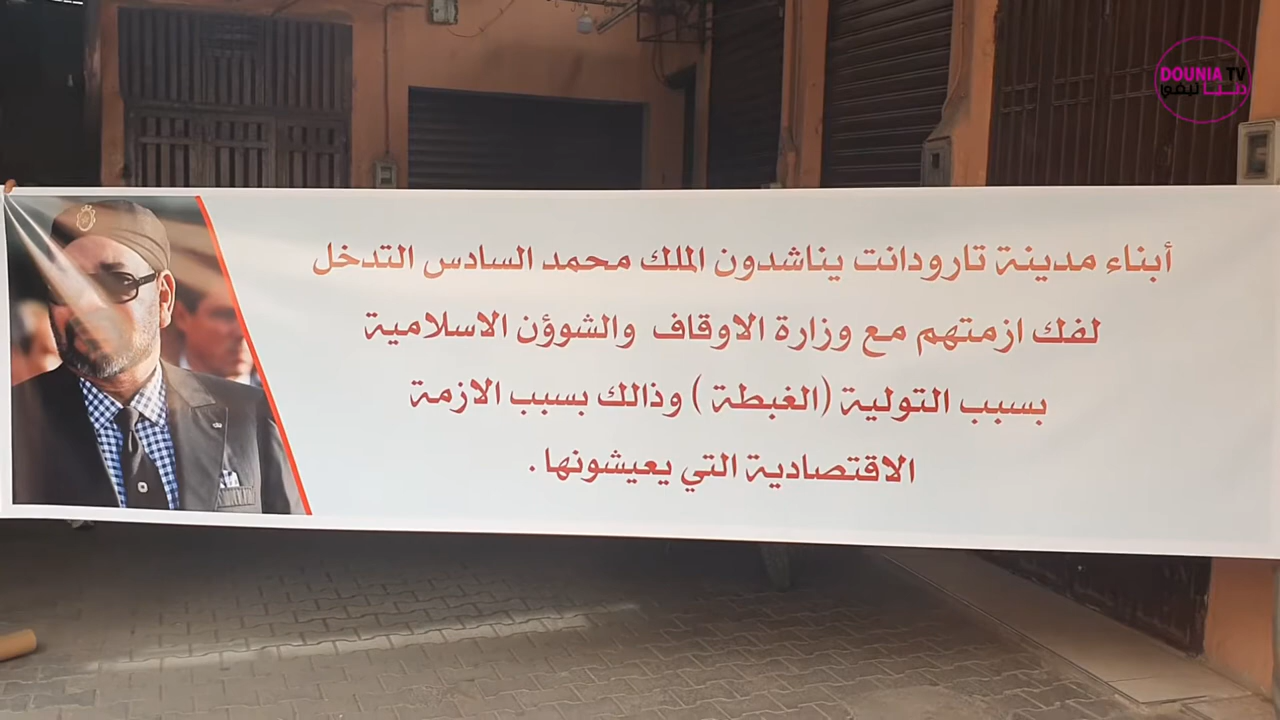 DOUNIA TV
دنيا تيفي
أبناء مدينة تارودانت يناشدون الملك محمد السادس التدخل
لفك ازمتهم مع وزارة الاوقاف والشوؤن الاسلامية
بسبب التولية (الغبطة ) وذالك بسبب الازمة
الاقتصادية التي يعيشونها .